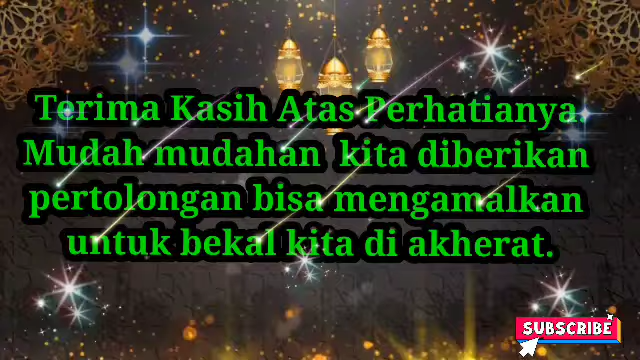 Terima Kasih Atas Perhatianya.
Mudah mudahan kita diberikan
pertolongan bisa mengamalkan
untuk bekal kita di akherat.
SUBSCRIBE